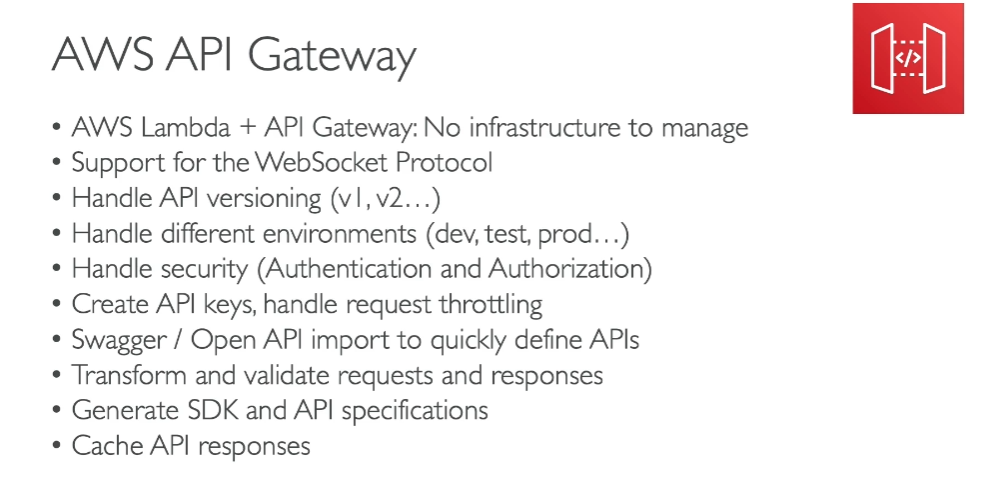 AWS API Gateway
</>
• AWS Lambda + API Gateway: No infrastructure to manage
• Support for the WebSocket Protocol
• Handle API versioning (v1, v2…)
• Handle different environments (dev, test, prod…)
• Handle security (Authentication and Authorization)
• Create API keys, handle request throttling
• Swagger / Open API import to quickly define APIs
• Transform and validate requests and responses
• Generate SDK and API specifications
• Cache API responses